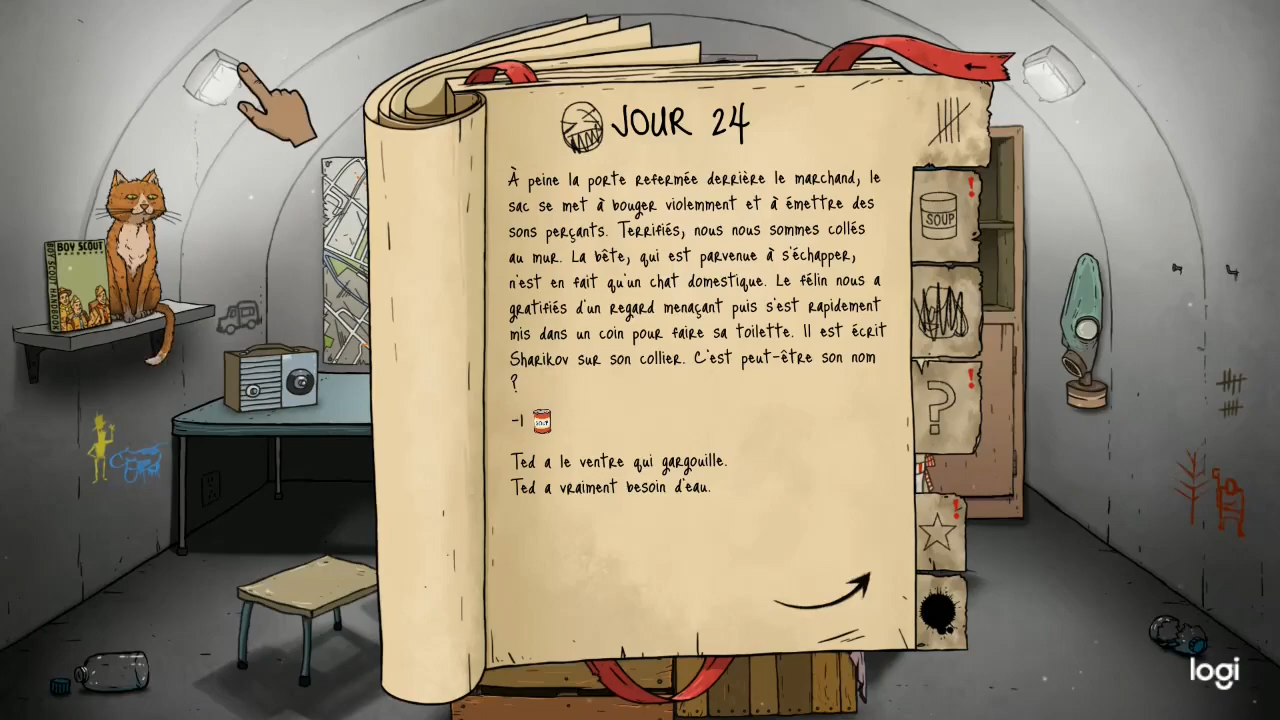 JOUR 24
À peine la porte refermée derrière le marchand, le
sac se met à bouger violemment et à émettre des
sons perçants. Terrifiés, nous nous sommes collés
au mur. La bête, qui est parvenue à s'échapper,
n'est en fait qu'un chat domestique. Le félin nous a
gratifiés d'un regard menaçant puis s'est rapidement
mis dans un coin pour faire sa toilette. Il est écrit
Sharikov sur son collier. C'est peut-être son nom
?
-1 SOUP
Ted a le ventre qui gargouille.
Ted a vraiment besoin d'eau.
!
SOUP
!
?
!
BOY SCOUT
BOY SCOUT HANDBOOK
logi